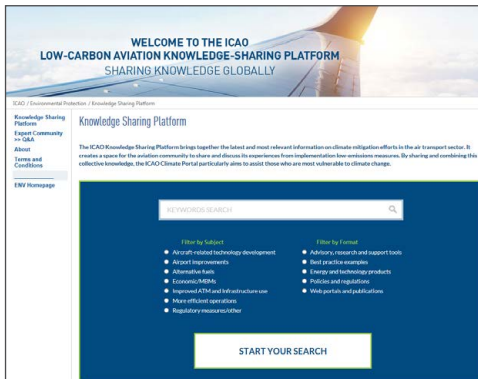 WELCOME TO THE ICAO
LOW-CARBON AVIATION KNOWLEDGE-SHARING PLATFORM
SHARING KNOWLEDGE GLOBALLY
ICAO / Environmental Protection / Knowledge Sharing Platform
Knowledge Sharing
Platform
Expert Community
>> Q&A
About
Terms and
Conditions
ENV Homepage
Knowledge Sharing Platform
The ICAO Knowledge Sharing Platform brings together the latest and most relevant information on climate mitigation efforts in the air transport sector. It
creates a space for the aviation community to share and discuss its experiences from implementation low-emissions measures. By sharing and combining this
collective knowledge, the ICAO Climate Portal particularly aims to assist those who are most vulnerable to climate change.
KEYWORDS SEARCH
Filter by Subject
Aircraft-related technology development
Airport improvements
Alternative fuels
Economic/MBMs
Improved ATM and Infrastructure use
More efficient operations
Regulatory measures/other
Filter by Format
Advisory, research and support tools
Best practice examples
Energy and technology products
Policies and regulations
Web portals and publications
START YOUR SEARCH